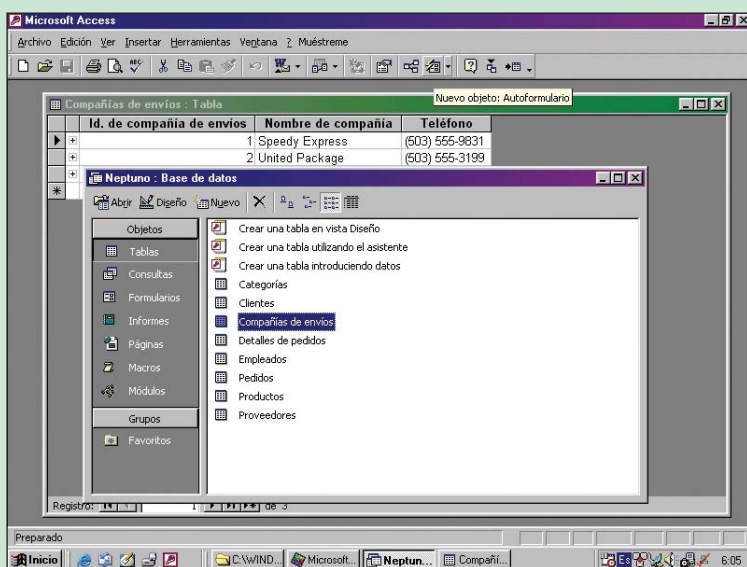 Microsoft Access
Archivo Edición Ver Insertar Herramientas Ventana ? Muéstreme
Nuevo objeto: Autoformulario
Compañías de envíos : Tabla
Id. de compañía de envíos Nombre de compañía Teléfono
1 Speedy Express (503) 555-9831
2 United Package (503) 555-3199
Neptuno : Base de datos
Abrir Diseño Nuevo
Objetos
Tablas
Consultas
Formularios
Informes
Páginas
Macros
Módulos
Grupos
Favoritos
Crear una tabla en vista Diseño
Crear una tabla utilizando el asistente
Crear una tabla introduciendo datos
Categorías
Clientes
Compañías de envíos
Detalles de pedidos
Empleados
Pedidos
Productos
Proveedores
Registro: 1 de 3
Preparado
Inicio C:\WIND... Microsoft... Neptun... Compañí... Es 6:05